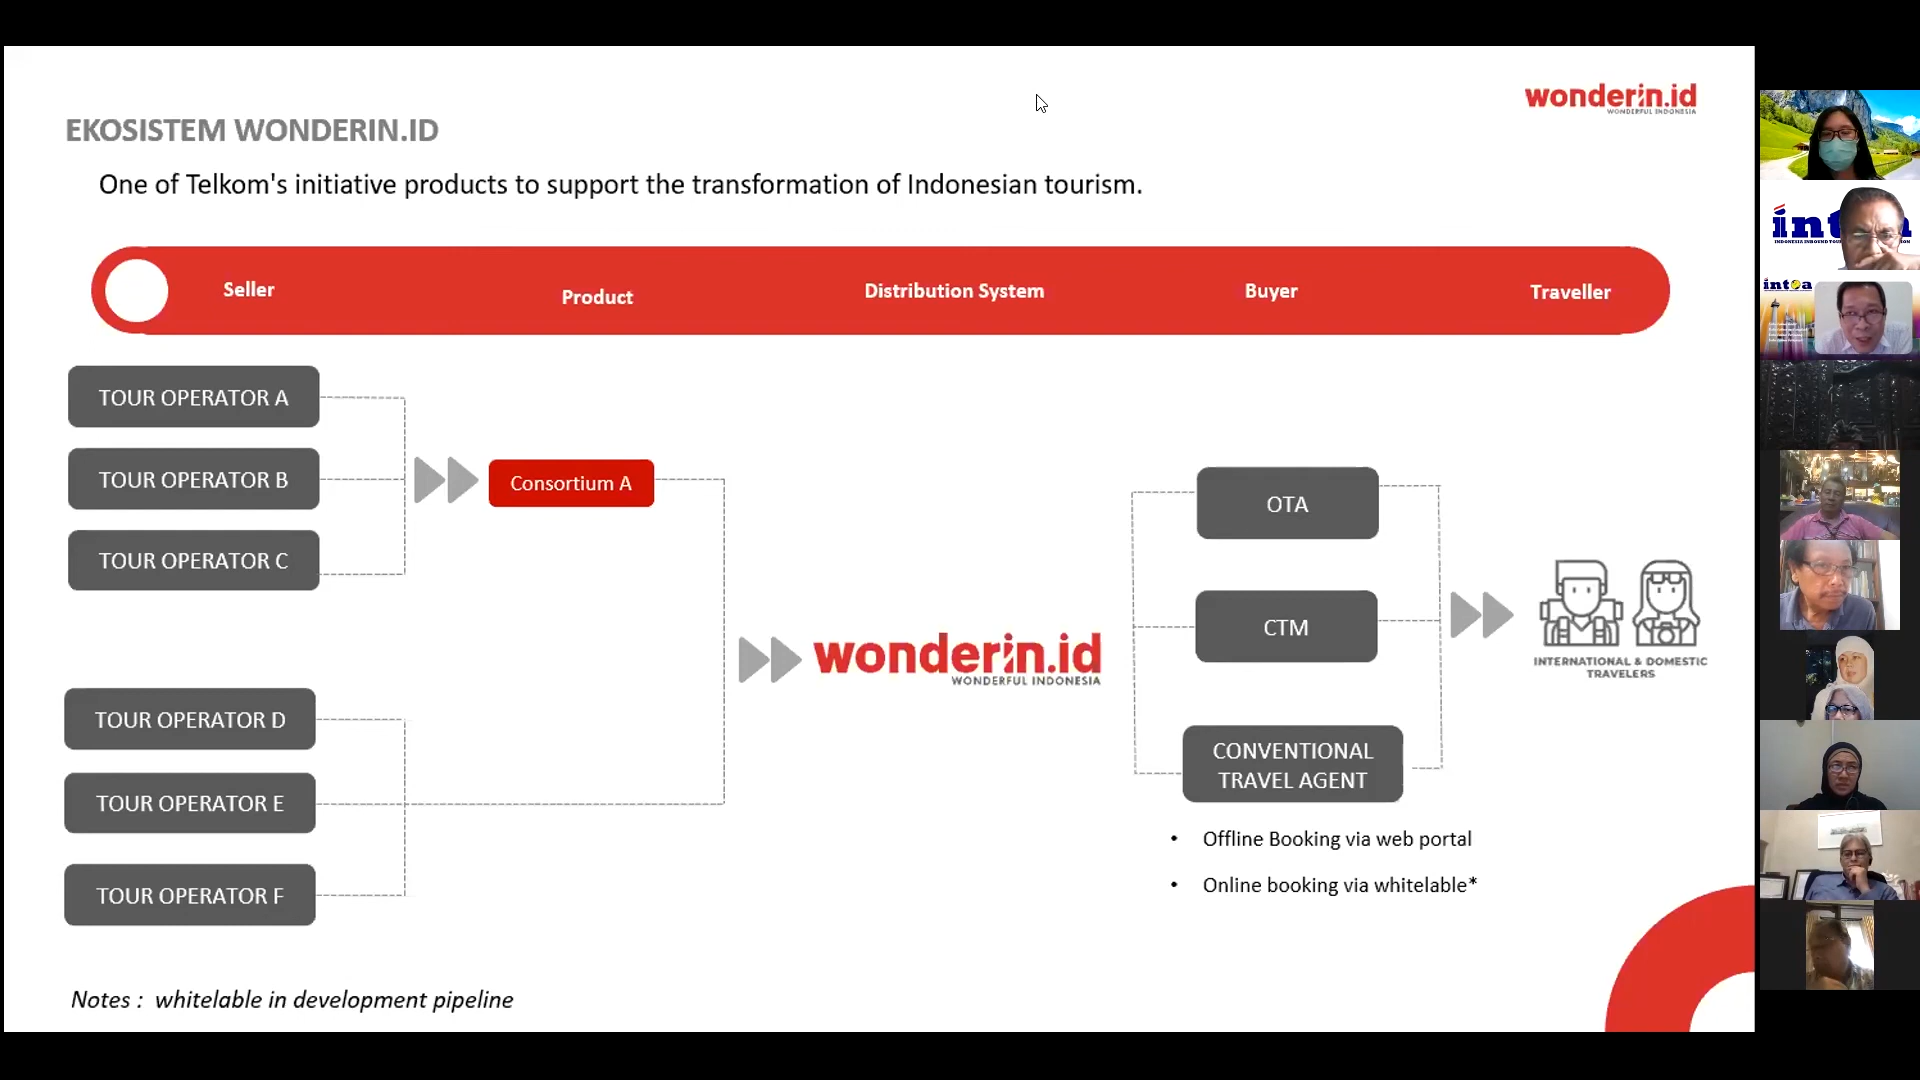 wonderin.id
WONDERFUL INDONESIA
EKOSISTEM WONDERIN.ID
One of Telkom's initiative products to support the transformation of Indonesian tourism.
Seller
Product
Distribution System
Buyer
Traveller
TOUR OPERATOR A
TOUR OPERATOR B
TOUR OPERATOR C
Consortium A
TOUR OPERATOR D
TOUR OPERATOR E
TOUR OPERATOR F
wonderin.id
WONDERFUL INDONESIA
OTA
CTM
CONVENTIONAL
TRAVEL AGENT
• Offline Booking via web portal
• Online booking via whitelable*
INTERNATIONAL & DOMESTIC
TRAVELERS
Notes : whitelable in development pipeline
intoa